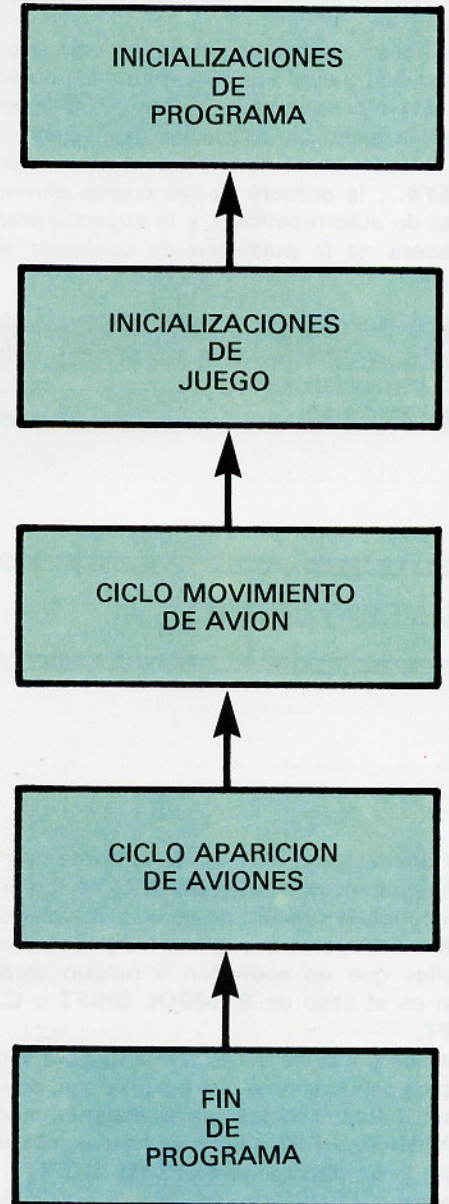 INICIALIZACIONES
DE
PROGRAMA
INICIALIZACIONES
DE
JUEGO
CICLO MOVIMIENTO
DE AVION
CICLO APARICION
DE AVIONES
FIN
DE
PROGRAMA